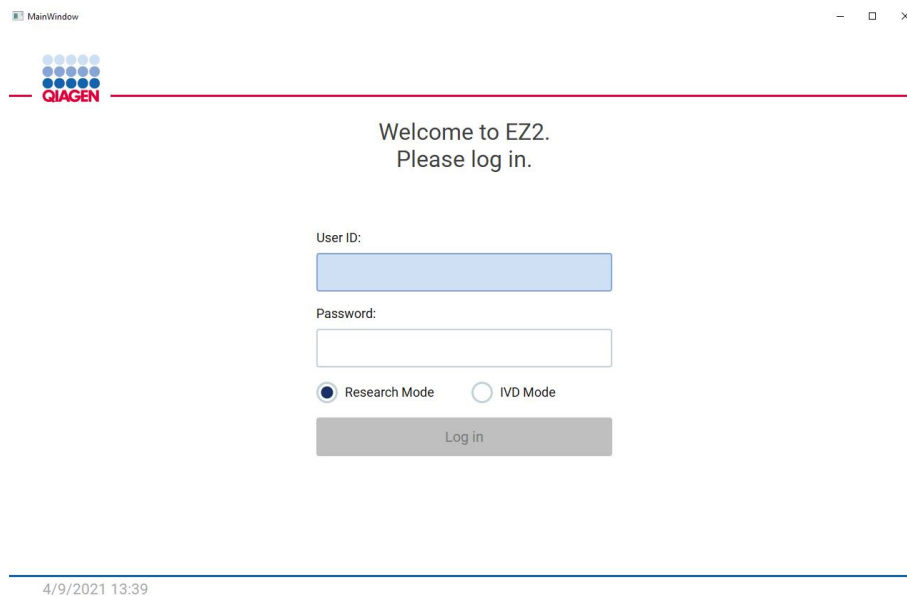 MainWindow
QIAGEN
Welcome to EZ2.
Please log in.
User ID:
Password:
Research Mode
IVD Mode
Log in
4/9/2021 13:39